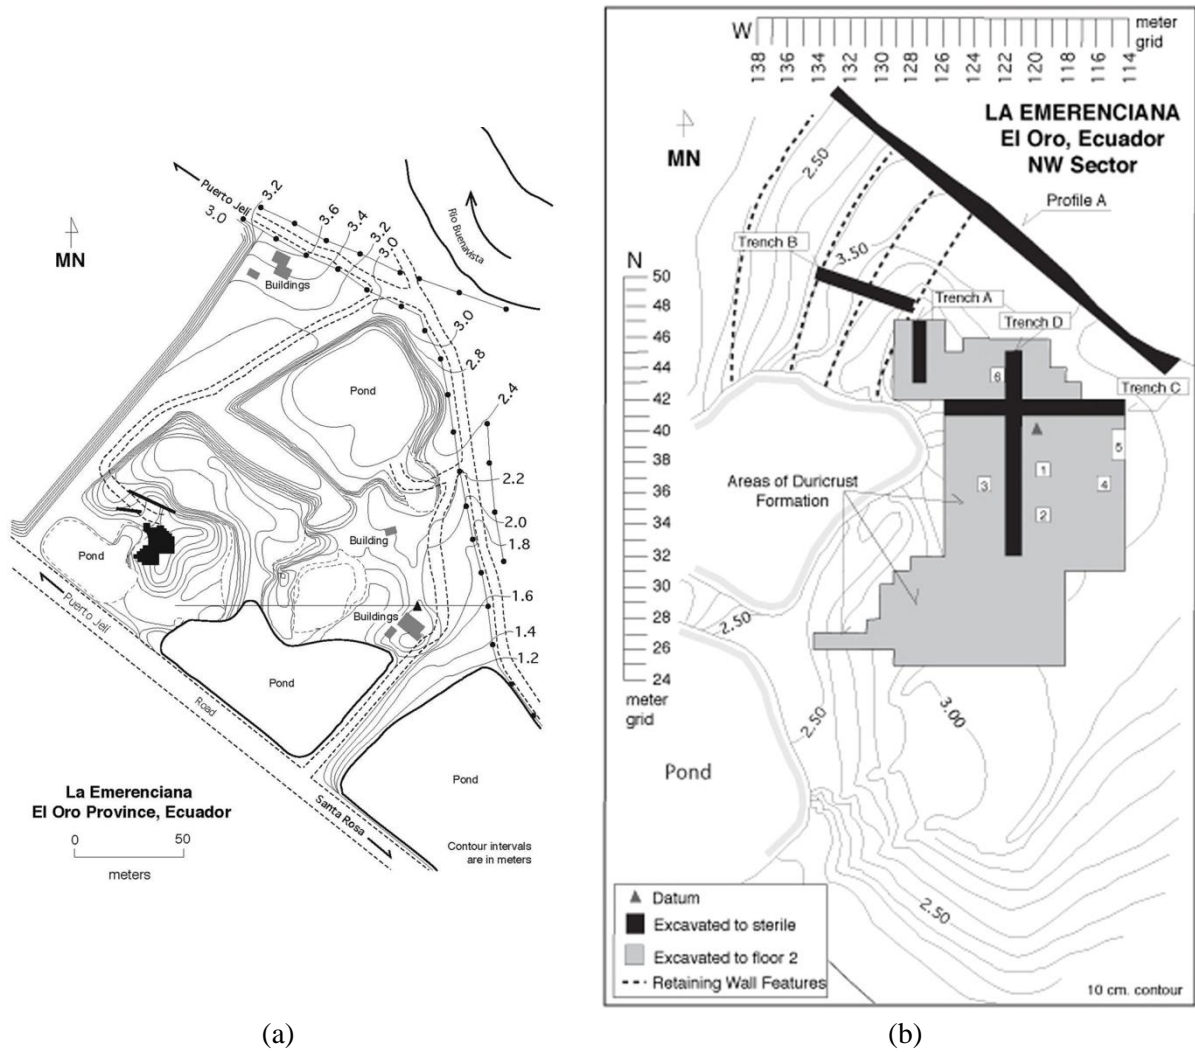 Puerto Jelí
3.0
3.2
3.6
3.4
3.2
3.0
Río Buenavista
MN
Buildings
3.0
2.8
Pond
2.4
2.2
2.0
1.8
Building
Pond
Puerto Jelí
Buildings
1.6
1.4
1.2
Pond
Road
Pond
Santa Rosa
La Emerenciana
El Oro Province, Ecuador
0 50
meters
Contour intervals
are in meters
(a)
W
meter
grid
138 136 134 132 130 128 126 124 122 120 118 116 114
LA EMERENCIANA
El Oro, Ecuador
NW Sector
MN
2.50
Profile A
Trench B
3.50
N
50
48
46
44
42
40
38
36
34
32
30
28
26
24
meter
grid
Trench A
Trench D
6
Trench C
5
1
3
4
2
Areas of Duricrust
Formation
2.50
3.00
2.50
Pond
2.50
Datum
Excavated to sterile
Excavated to floor 2
Retaining Wall Features
10 cm. contour
(b)